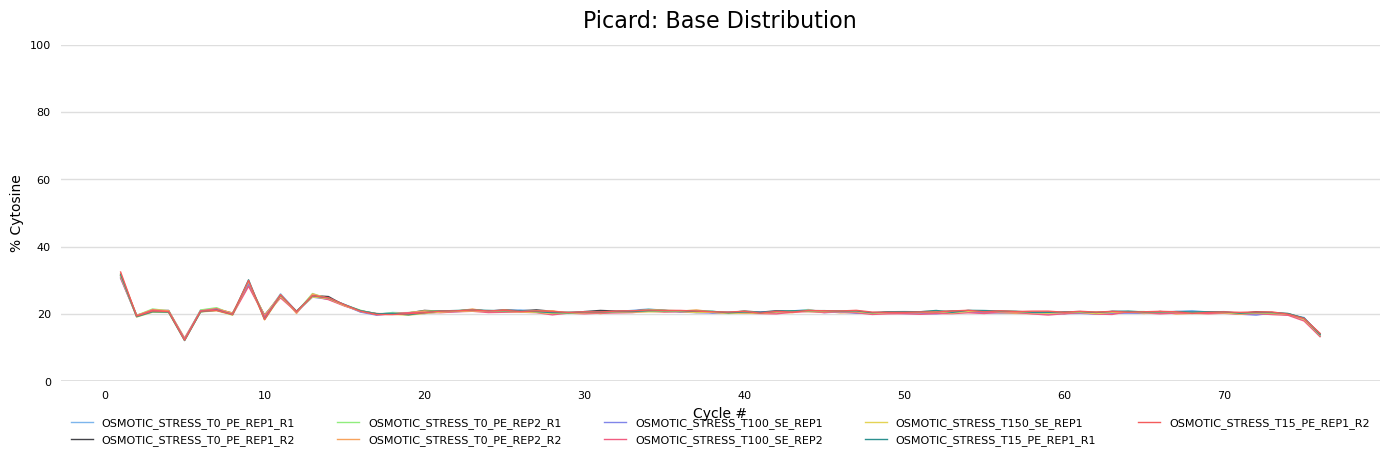 Picard: Base Distribution
100
80
60
40
20
0
% Cytosine
0 10 20 30 40 50 60 70
Cycle #
OSMOTIC_STRESS_T0_PE_REP1_R1 OSMOTIC_STRESS_T0_PE_REP2_R1 OSMOTIC_STRESS_T100_SE_REP1 OSMOTIC_STRESS_T150_SE_REP1 OSMOTIC_STRESS_T15_PE_REP1_R2
OSMOTIC_STRESS_T0_PE_REP1_R2 OSMOTIC_STRESS_T0_PE_REP2_R2 OSMOTIC_STRESS_T100_SE_REP2 OSMOTIC_STRESS_T15_PE_REP1_R1